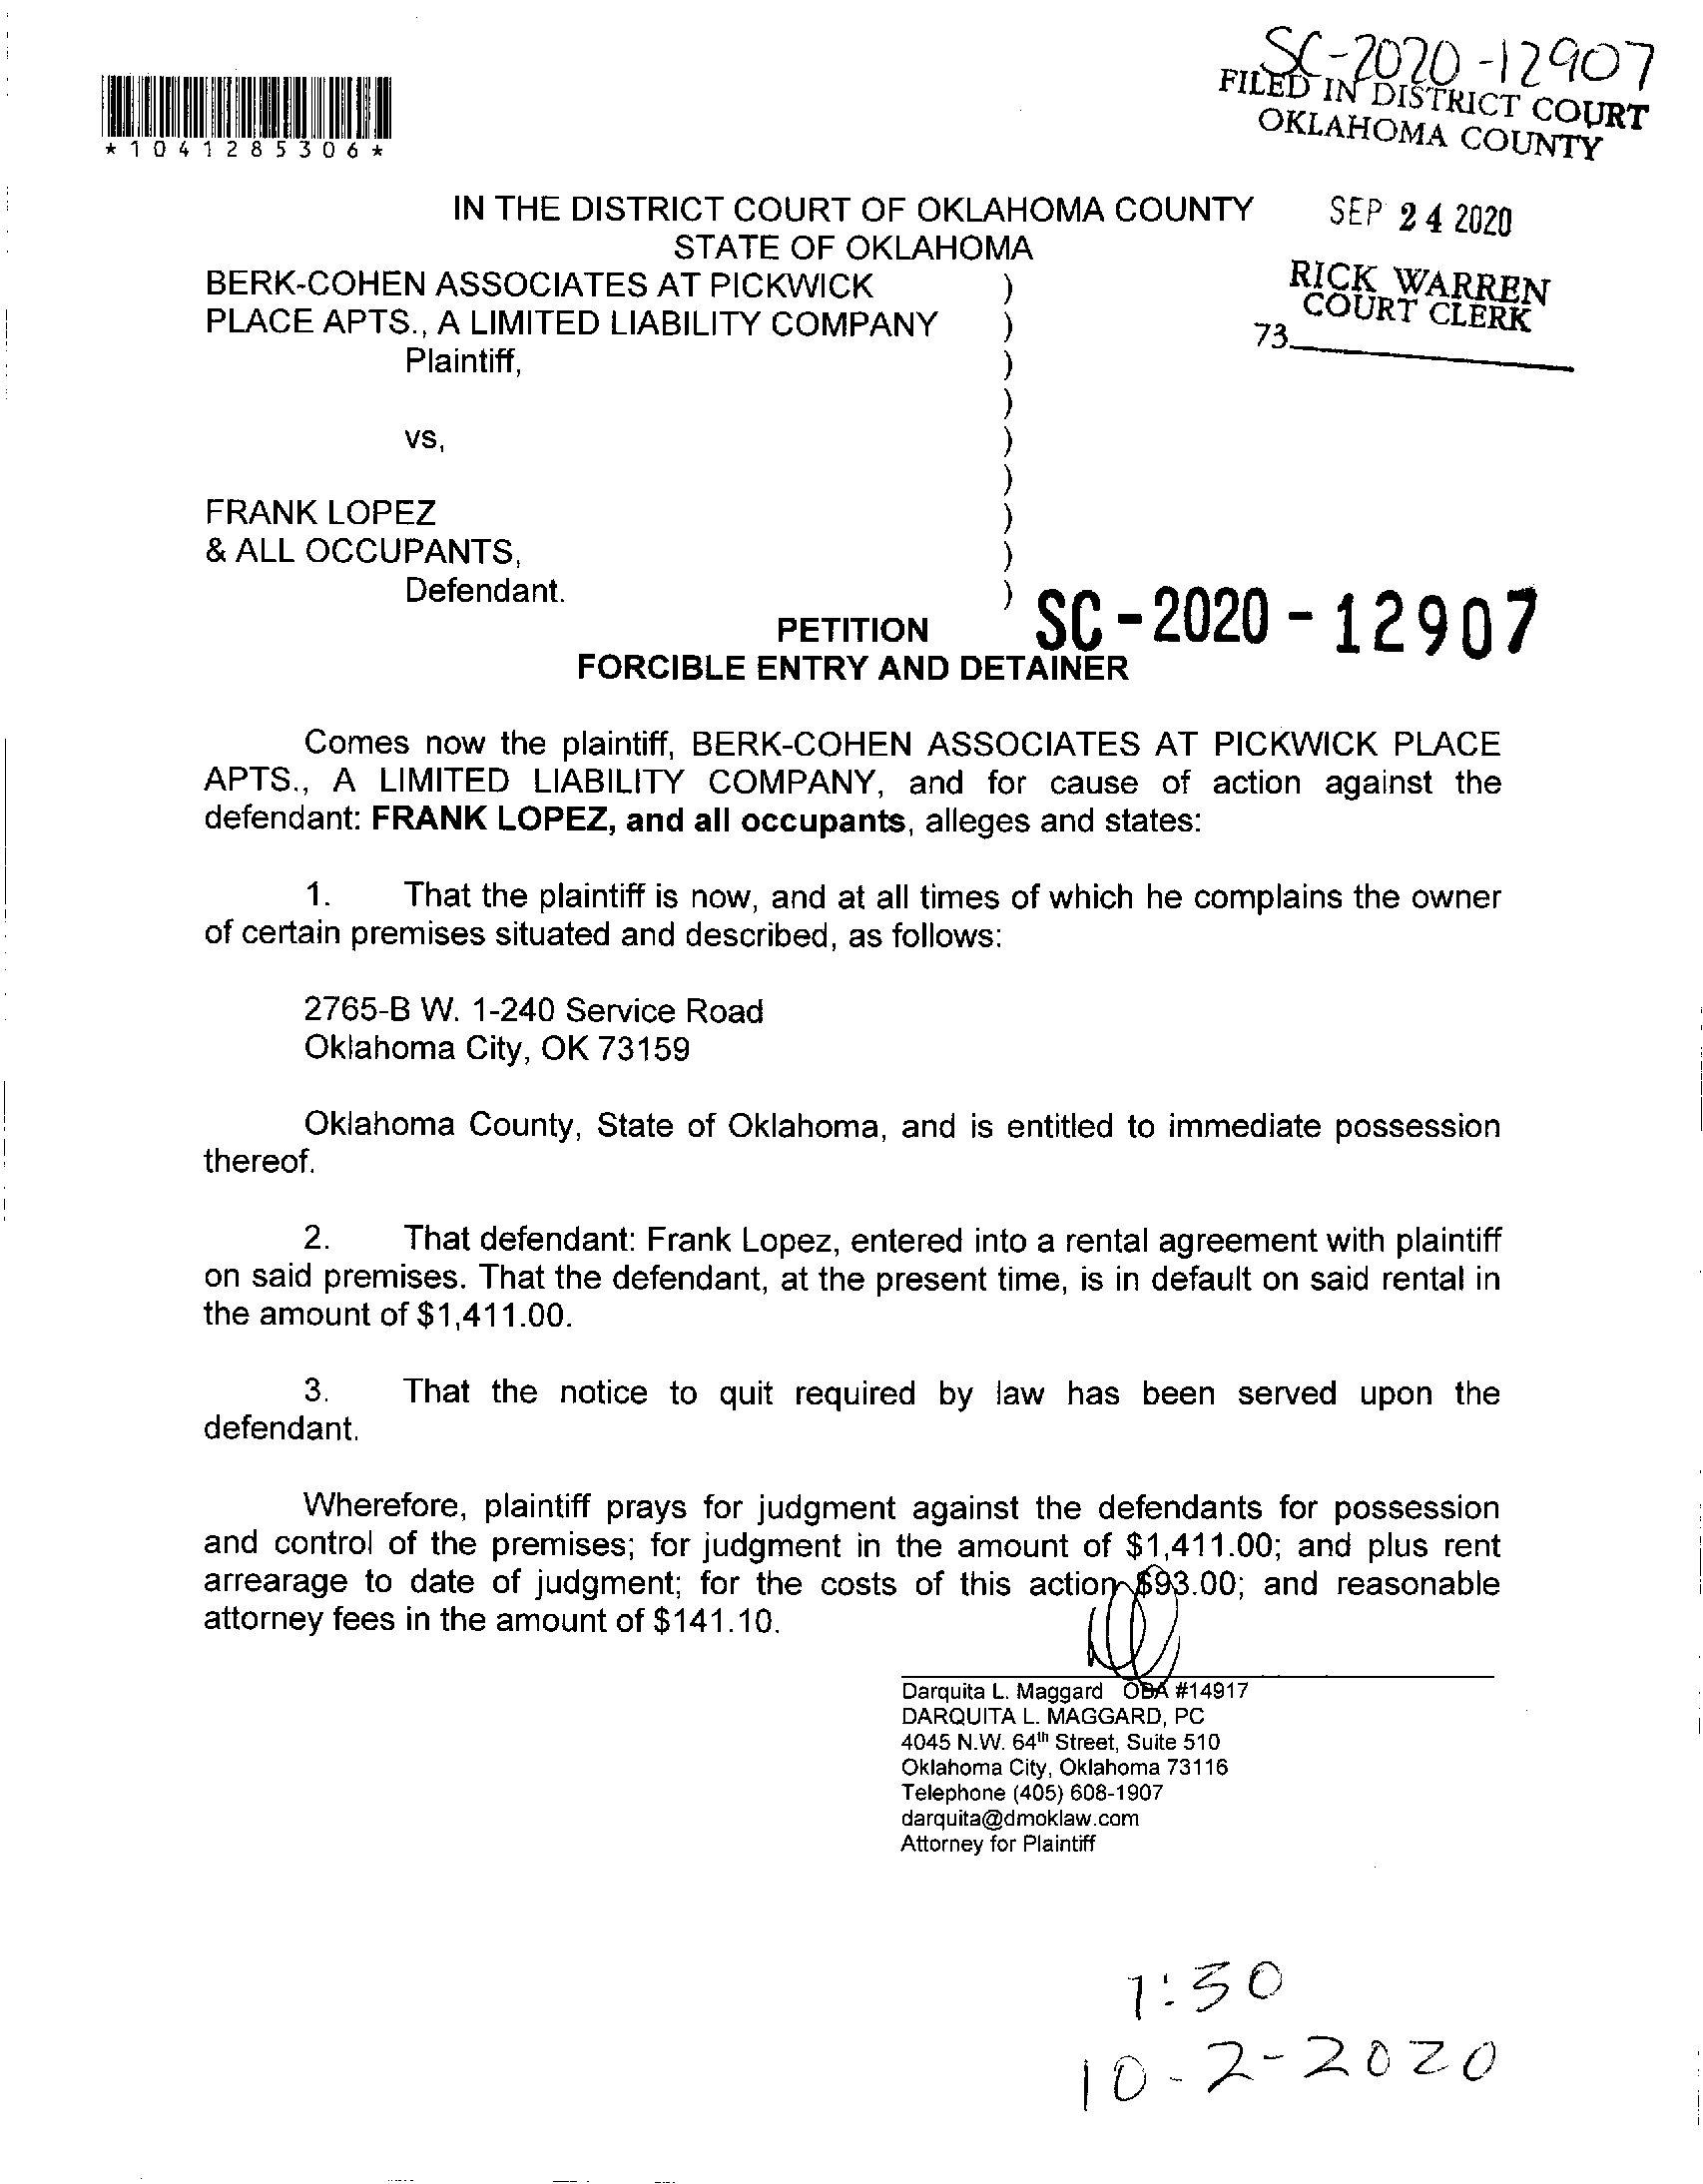 SC-2020-12907
FILED IN DISTRICT COURT
OKLAHOMA COUNTY
*1041285306*
SEP 24 2020
RICK WARREN
COURT CLERK
73
IN THE DISTRICT COURT OF OKLAHOMA COUNTY
STATE OF OKLAHOMA
BERK-COHEN ASSOCIATES AT PICKWICK )
PLACE APTS., A LIMITED LIABILITY COMPANY )
Plaintiff, )
)
vs, )
)
FRANK LOPEZ )
& ALL OCCUPANTS, )
Defendant. )
PETITION SC-2020-12907
FORCIBLE ENTRY AND DETAINER
Comes now the plaintiff, BERK-COHEN ASSOCIATES AT PICKWICK PLACE
APTS., A LIMITED LIABILITY COMPANY, and for cause of action against the
defendant: FRANK LOPEZ, and all occupants, alleges and states:
1. That the plaintiff is now, and at all times of which he complains the owner
of certain premises situated and described, as follows:
2765-B W. 1-240 Service Road
Oklahoma City, OK 73159
Oklahoma County, State of Oklahoma, and is entitled to immediate possession
thereof.
2. That defendant: Frank Lopez, entered into a rental agreement with plaintiff
on said premises. That the defendant, at the present time, is in default on said rental in
the amount of $1,411.00.
3. That the notice to quit required by law has been served upon the
defendant.
Wherefore, plaintiff prays for judgment against the defendants for possession
and control of the premises; for judgment in the amount of $1,411.00; and plus rent
arrearage to date of judgment; for the costs of this action $93.00; and reasonable
attorney fees in the amount of $141.10.
Darquita L. Maggard OBA #14917
DARQUITA L. MAGGARD, PC
4045 N.W. 64th Street, Suite 510
Oklahoma City, Oklahoma 73116
Telephone (405) 608-1907
darquita@dmoklaw.com
Attorney for Plaintiff
1:30
10-2-2020